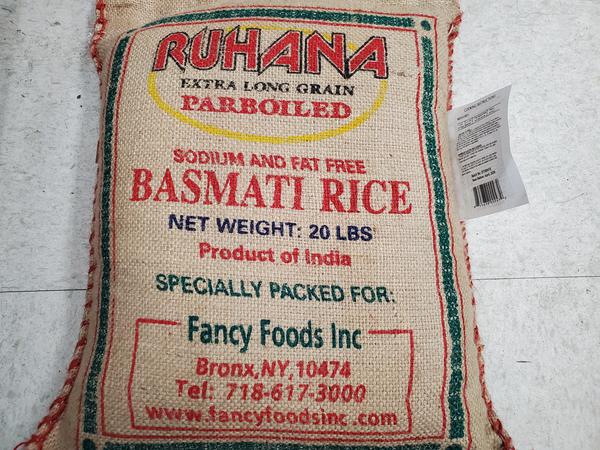 RUHANA
EXTRA LONG GRAIN
PARBOILED
SODIUM AND FAT FREE
BASMATI RICE
NET WEIGHT: 20 LBS
Product of India
SPECIALLY PACKED FOR:
Fancy Foods Inc
Bronx,NY,10474
Tel: 718-617-3000
www.fancyfoodsinc.com